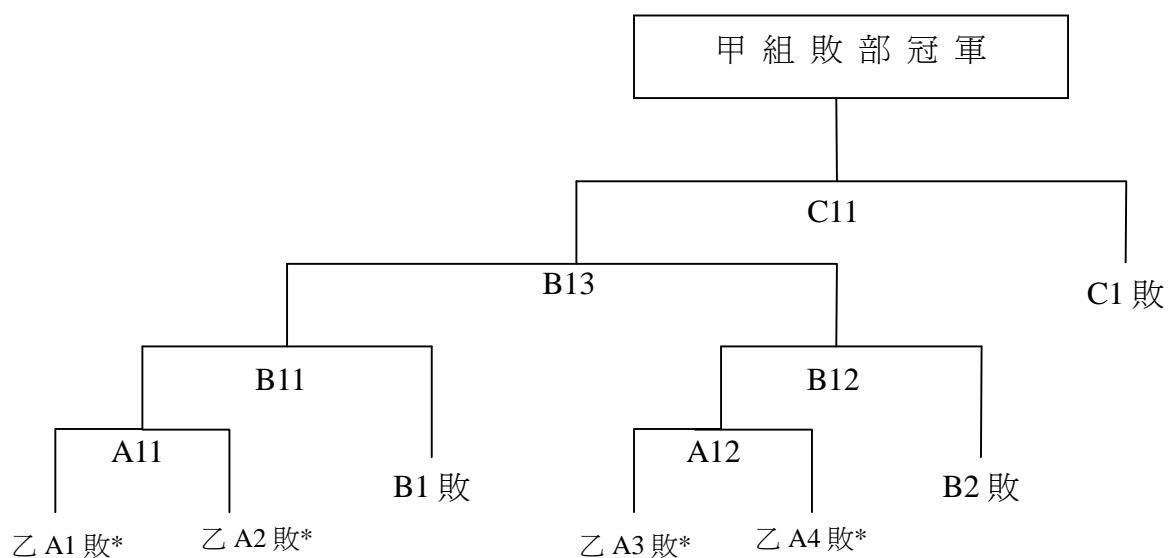 甲 組 敗 部 冠 軍
C11
B13
C1 敗
B11
B12
A11
A12
B1 敗
B2 敗
乙 A1 敗*
乙 A2 敗*
乙 A3 敗*
乙 A4 敗*